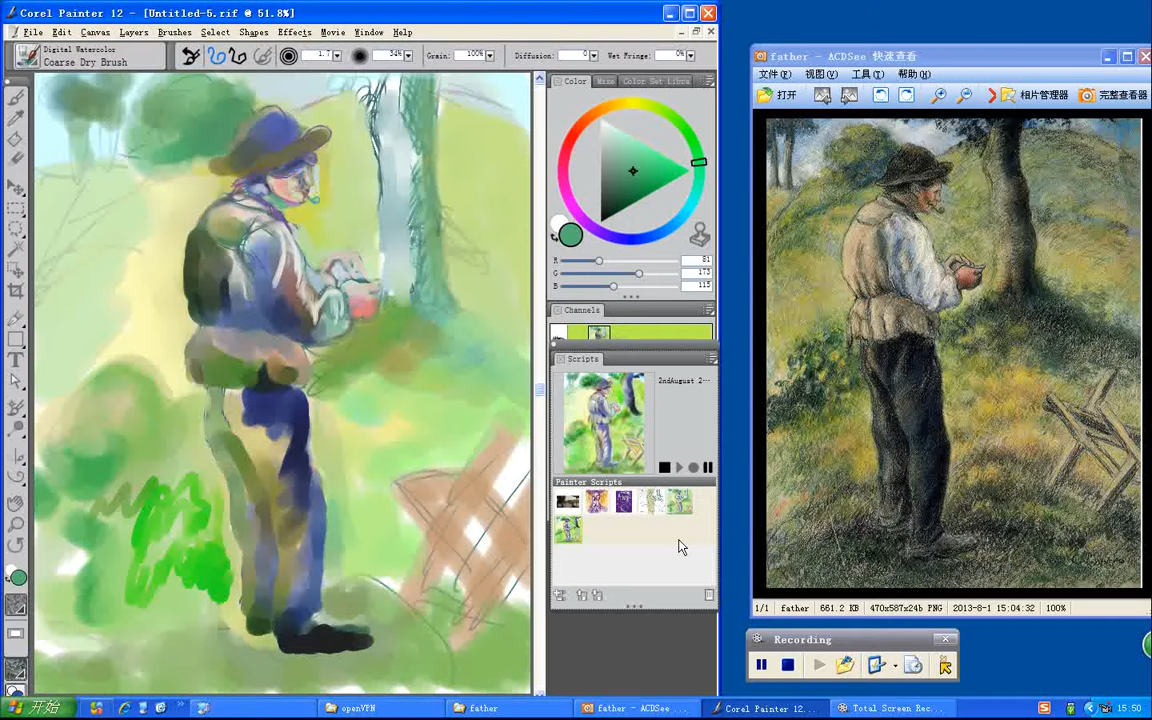 Corel Painter 12 - [Untitled-5.rif @ 51.8%]
File Edit Canvas Layers Brushes Select Shapes Effects Movie Window Help
Digital Watercolor
Coarse Dry Brush
1.7
34%
Grain: 100%
Diffusion: 0
Wet Fringe: 0%
Color
Color Set Libra
R 81
G 173
B 115
Channels
Scripts
2ndAugust 2···
Painter Scripts
father - ACDSee 快速查看
文件(F) 视图(V) 工具(T) 帮助(H)
打开
相片管理器
完整查看器
1/1 father 661.2 KB 470x587x24b PNG 2013-8-1 15:04:32 100%
Recording
开始
openVPN
father
father - ACDSee ...
Corel Painter 12...
Total Screen Rec...
15:50